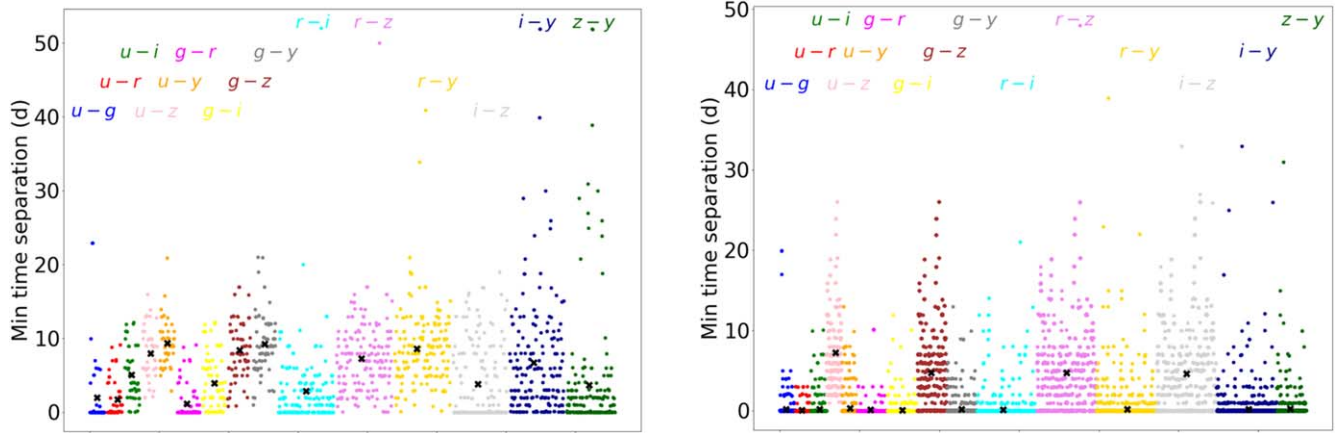 r − i r − z i − y z − y
50
u − i g − r g − y
u − r u − y g − z r − y
40
u − g u − z g − i i − z
30
20
10
0
Min time separation (d)
50
u − i g − r g − y r − z z − y
u − r u − y g − z r − y i − y
40
u − g u − z g − i r − i i − z
30
20
10
0
Min time separation (d)